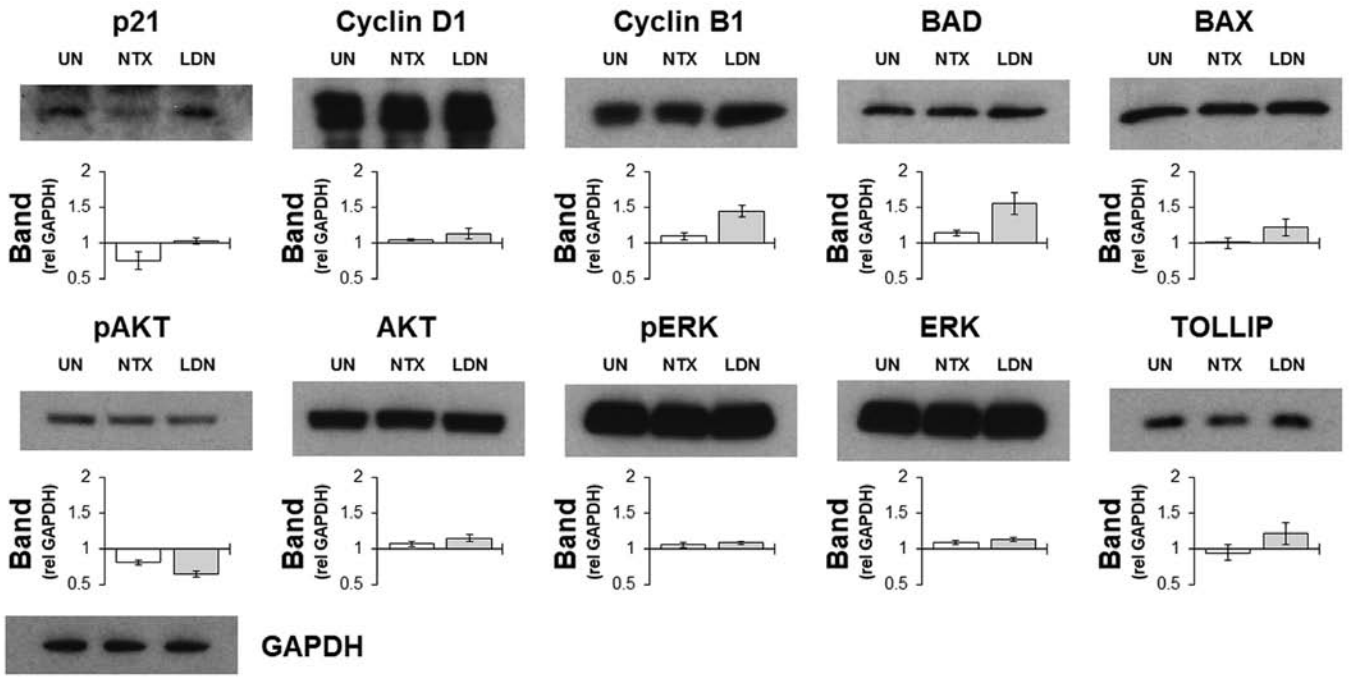 p21 Cyclin D1 Cyclin B1 BAD BAX
UN NTX LDN UN NTX LDN UN NTX LDN UN NTX LDN UN NTX LDN
Band (rel GAPDH) 2 1.5 1 0.5 Band (rel GAPDH) 2 1.5 1 0.5 Band (rel GAPDH) 2 1.5 1 0.5 Band (rel GAPDH) 2 1.5 1 0.5 Band (rel GAPDH) 2 1.5 1 0.5
pAKT AKT pERK ERK TOLLIP
UN NTX LDN UN NTX LDN UN NTX LDN UN NTX LDN UN NTX LDN
Band (rel GAPDH) 2 1.5 1 0.5 Band (rel GAPDH) 2 1.5 1 0.5 Band (rel GAPDH) 2 1.5 1 0.5 Band (rel GAPDH) 2 1.5 1 0.5 Band (rel GAPDH) 2 1.5 1 0.5
GAPDH